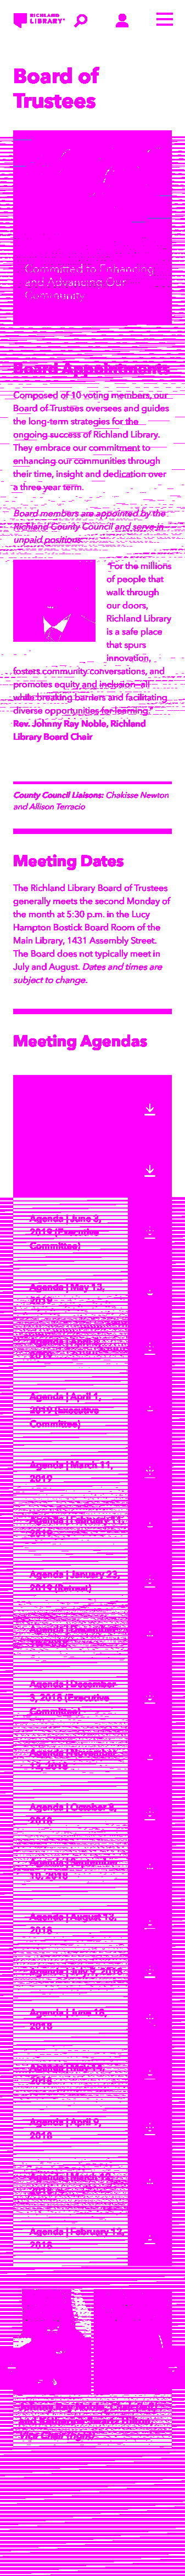 RICHLAND
LIBRARY
Board of
Trustees
Committed to Enhancing
and Advancing Our
Community
Board Appointments
Composed of 10 voting members, our
Board of Trustees oversees and guides
the long-term strategies for the
ongoing success of Richland Library.
They embrace our commitment to
enhancing our communities through
their time, insight and dedication over
a three year term.
Board members are appointed by the
Richland County Council and serve in
unpaid positions.
"For the millions
of people that
walk through
our doors,
Richland Library
is a safe place
that spurs
innovation,
fosters community conversations, and
promotes equity and inclusion–all
while breaking barriers and facilitating
diverse opportunities for learning."
Rev. Johnny Ray Noble, Richland
Library Board Chair
County Council Liaisons: Chakisse Newton
and Allison Terracio
Meeting Dates
The Richland Library Board of Trustees
generally meets the second Monday of
the month at 5:30 p.m. in the Lucy
Hampton Bostick Board Room of the
Main Library, 1431 Assembly Street.
The Board does not typically meet in
July and August. Dates and times are
subject to change.
Meeting Agendas
Agenda | June 3,
2019 (Executive
Committee)
Agenda | May 13,
2019
Agenda | April 8,
2019
Agenda | April 1,
2019 (Executive
Committee)
Agenda | March 11,
2019
Agenda | February 11,
2019
Agenda | January 23,
2019 (Retreat)
Agenda | December
3, 2018 (Executive
Committee)
Agenda | November
12, 2018
Agenda | October 8,
2018
Agenda | September
10, 2018
Agenda | August 13,
2018
Agenda | July 9, 2018
Agenda | June 18,
2018
Agenda | May
2018
Agenda | April 9,
2018
Agenda | March
Agenda | February 12,
2018